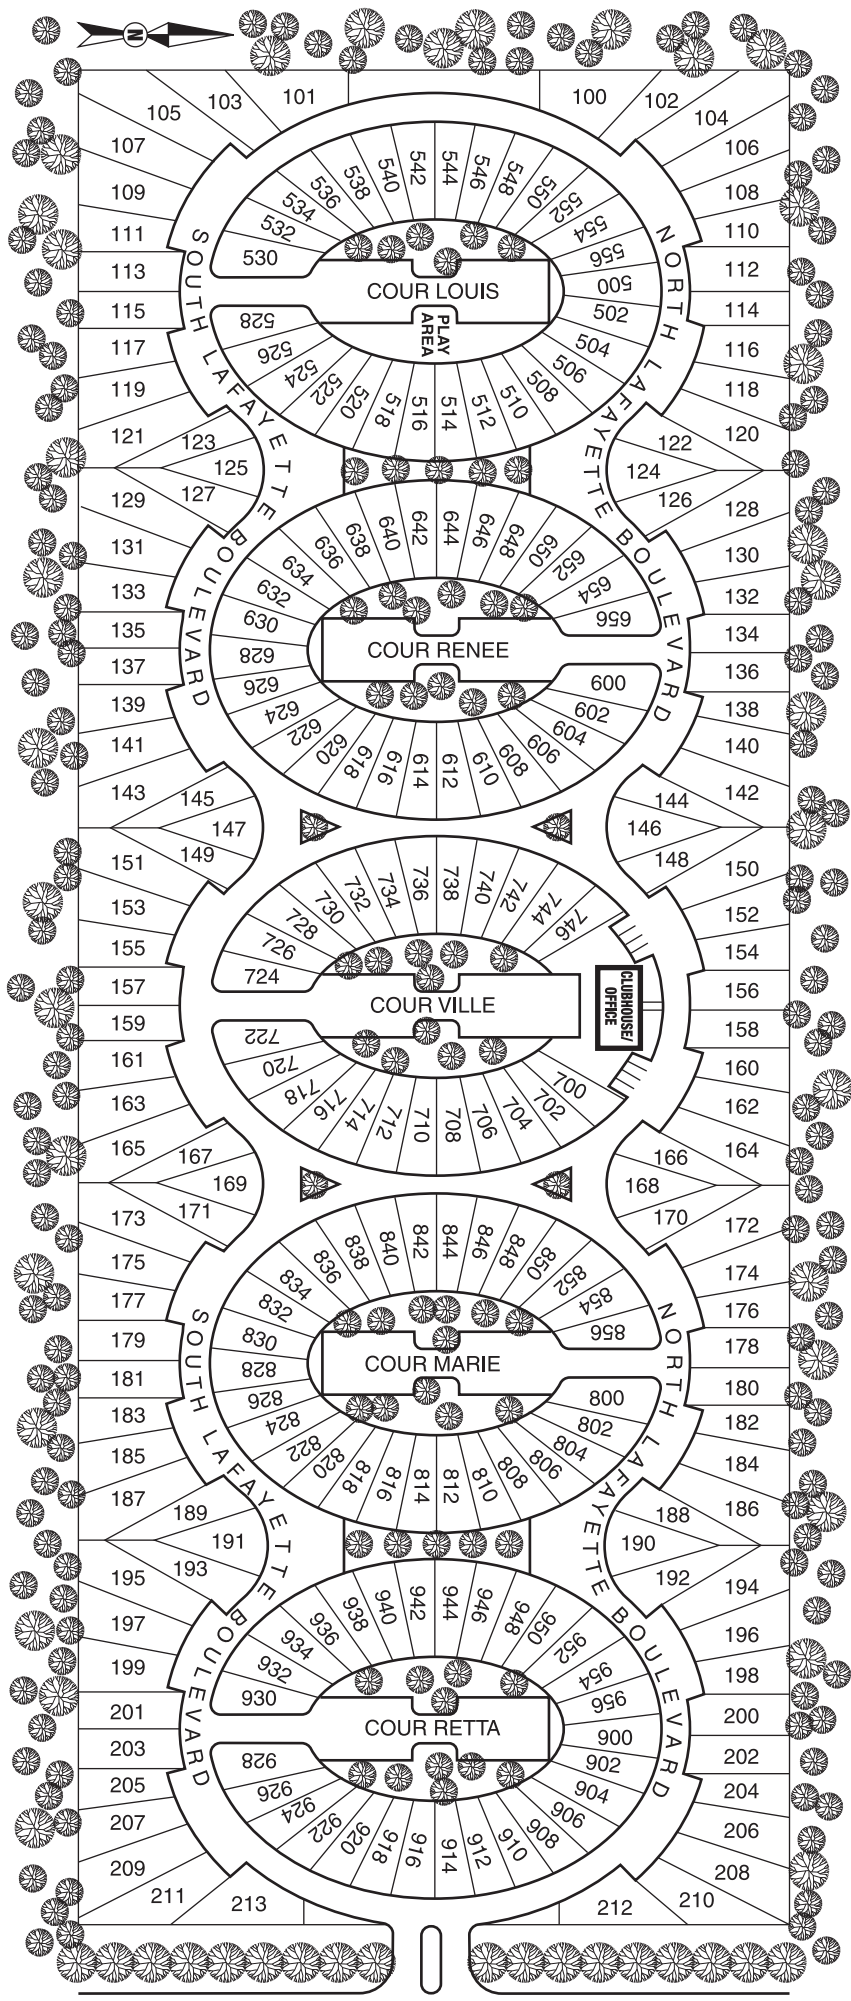 N
105 103 101 100 102 104
107 106
109 108
111 110
113 112
115 114
117 116
119 118
121 120
123 122
125 124
127 126
129 128
131 130
133 132
135 134
137 136
139 138
141 140
143 142
145 144
147 146
149 148
151 150
153 152
155 154
157 156
159 158
161 160
163 162
165 164
167 166
169 168
171 170
173 172
175 174
177 176
179 178
181 180
183 182
185 184
187 186
189 188
191 190
193 192
195 194
197 196
199 198
201 200
203 202
205 204
207 206
209 208
211 213 212 210
SOUTH LAFAYETTE BOULEVARD
NORTH LAFAYETTE BOULEVARD
530 532 534 536 538 540 542 544 546 548 550 552 554 556 500 502 504 506 508 510 512 514 516 518 520 522 524 526 528
COUR LOUIS
PLAY
AREA
628 630 632 634 636 638 640 642 644 646 648 650 652 654 656
COUR RENEE
600 602 604 606 608 610 612 614 616 618 620 622 624 626
724 726 728 730 732 734 736 738 740 742 744 746
COUR VILLE
CLUBHOUSE/
OFFICE
700 702 704 706 708 710 712 714 716 718 720 722
SOUTH LAFAYETTE BOULEVARD
NORTH LAFAYETTE BOULEVARD
828 830 832 834 836 838 840 842 844 846 848 850 852 854 856
COUR MARIE
800 802 804 806 808 810 812 814 816 818 820 822 824 826
930 932 934 936 938 940 942 944 946 948 950 952 954 956
COUR RETTA
900 902 904 906 908 910 912 914 916 918 920 922 924 926 928